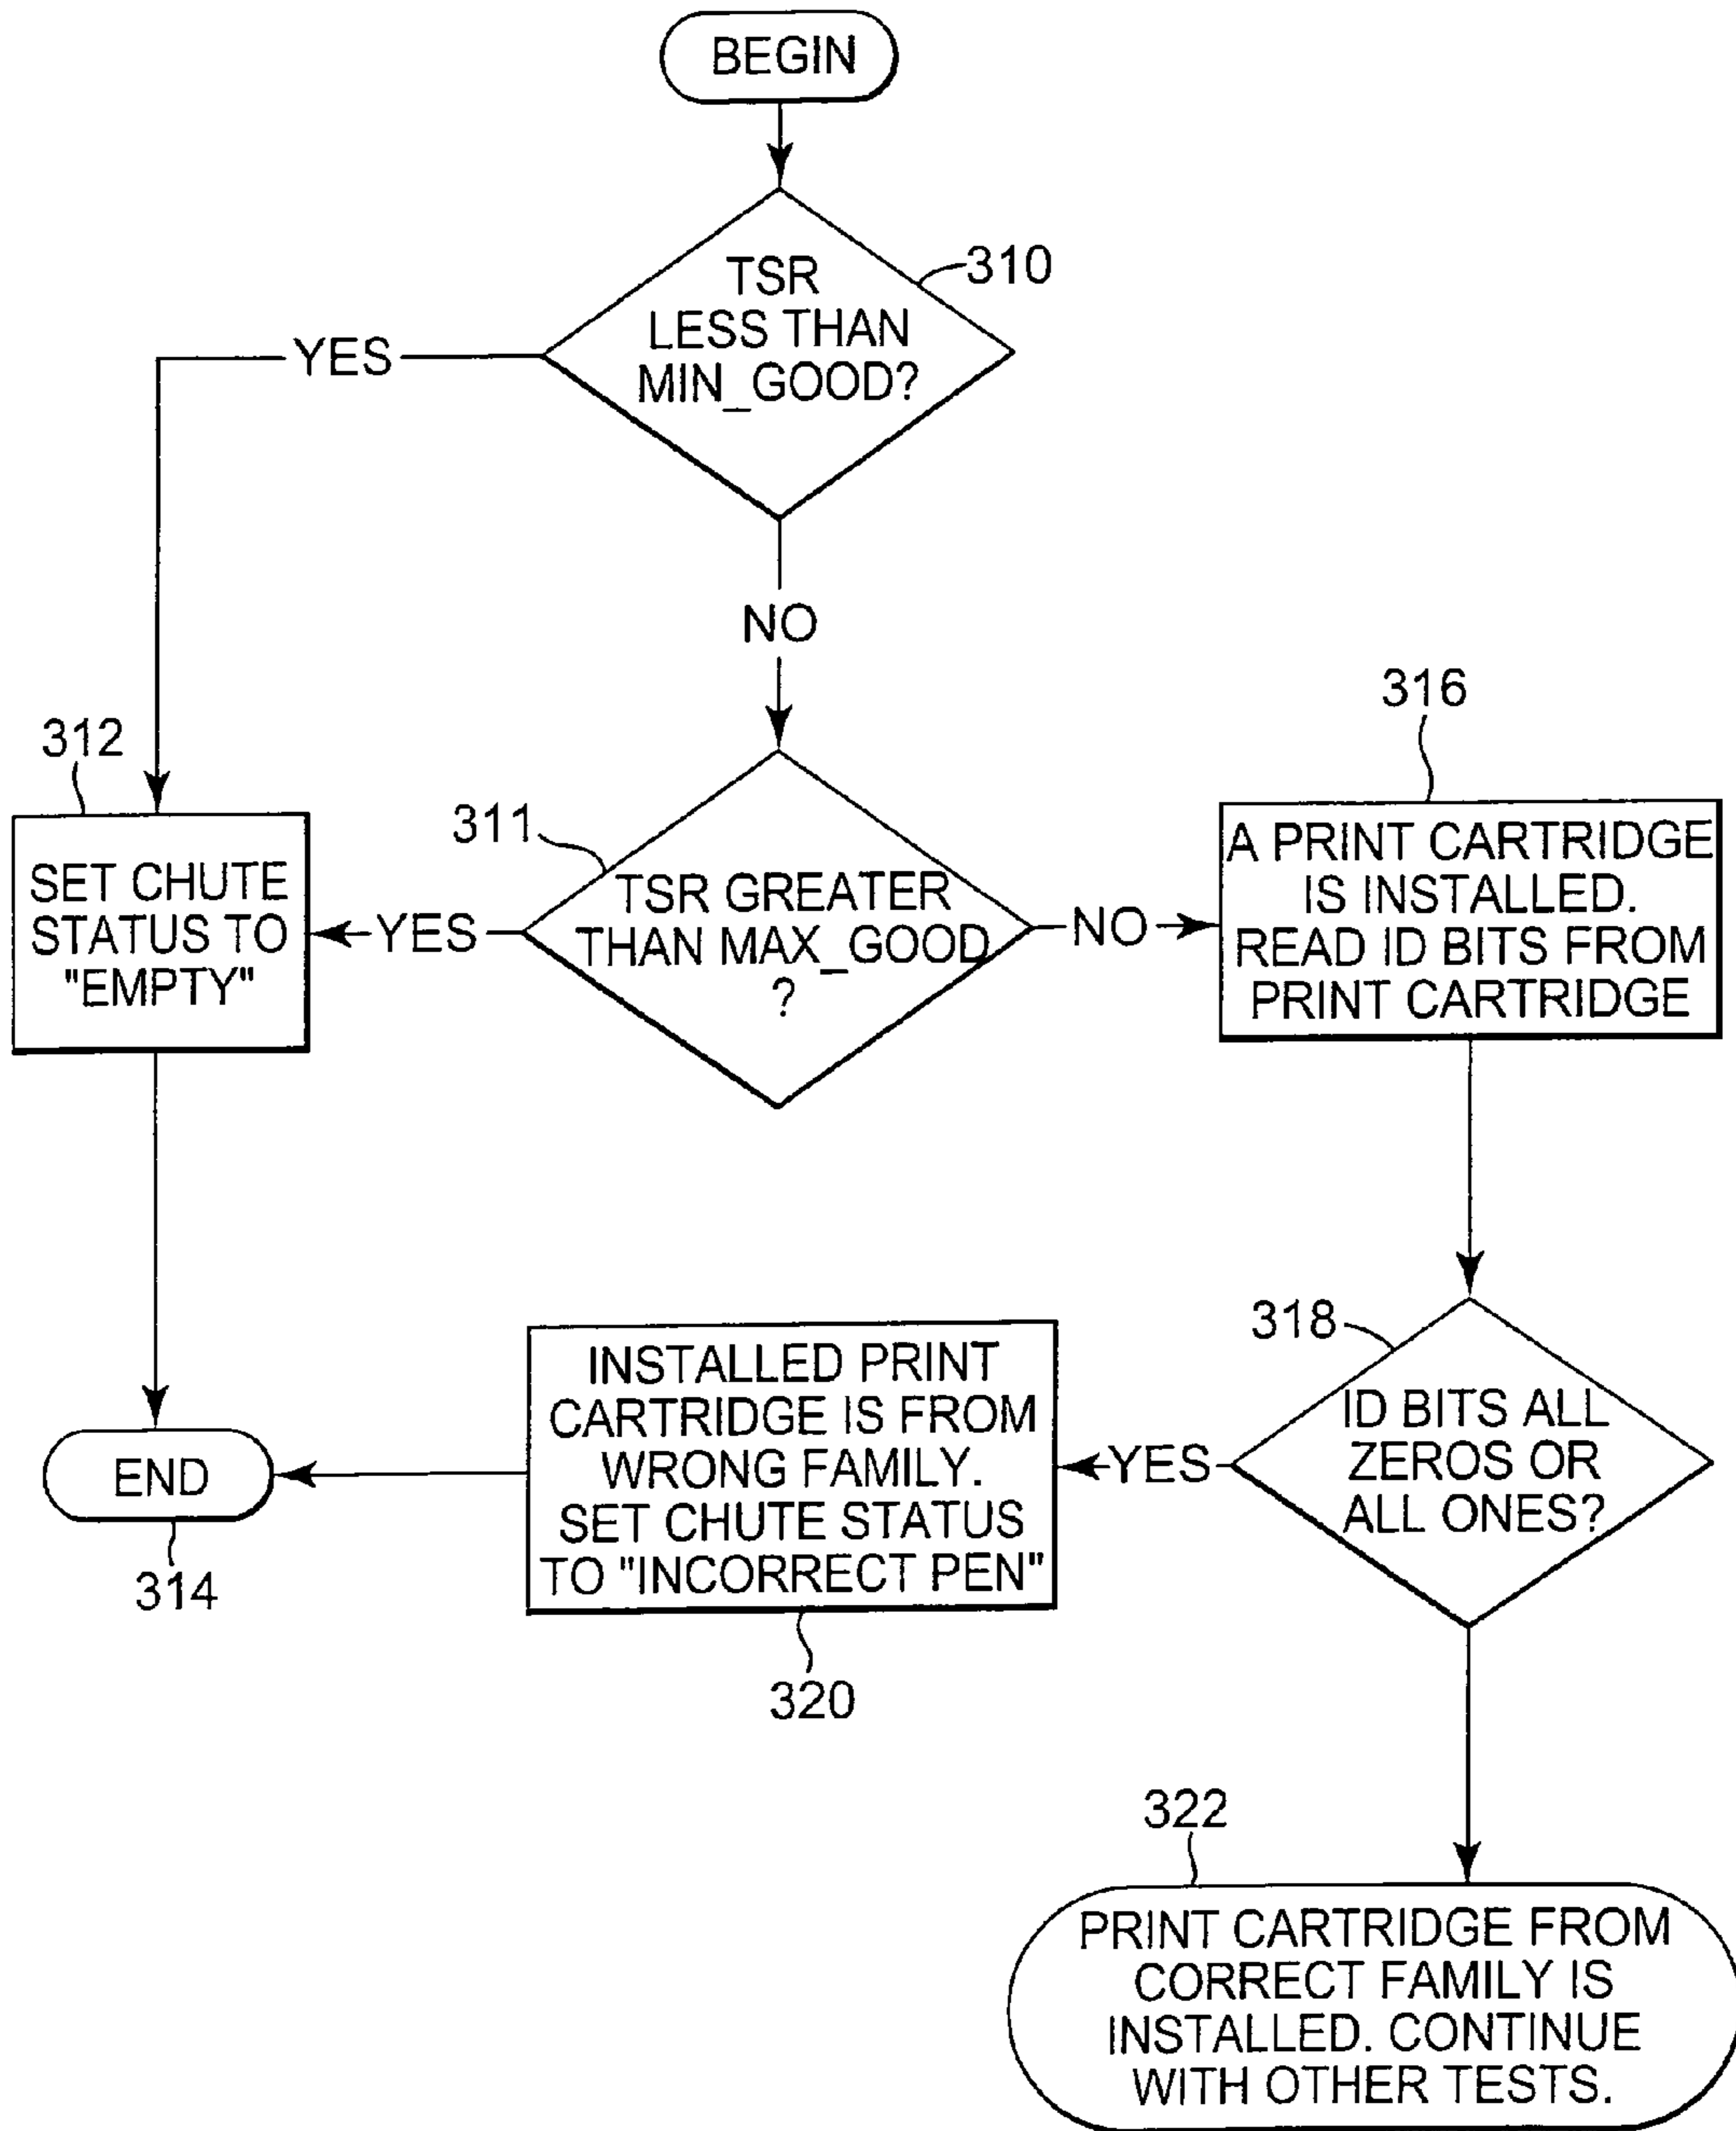 BEGIN
TSR
LESS THAN
MIN_GOOD?
310
YES
NO
312
SET CHUTE
STATUS TO
"EMPTY"
311
TSR GREATER
THAN MAX_GOOD
?
YES
NO
316
A PRINT CARTRIDGE
IS INSTALLED.
READ ID BITS FROM
PRINT CARTRIDGE
318
ID BITS ALL
ZEROS OR
ALL ONES?
YES
INSTALLED PRINT
CARTRIDGE IS FROM
WRONG FAMILY.
SET CHUTE STATUS
TO "INCORRECT PEN"
320
END
314
322
PRINT CARTRIDGE FROM
CORRECT FAMILY IS
INSTALLED. CONTINUE
WITH OTHER TESTS.